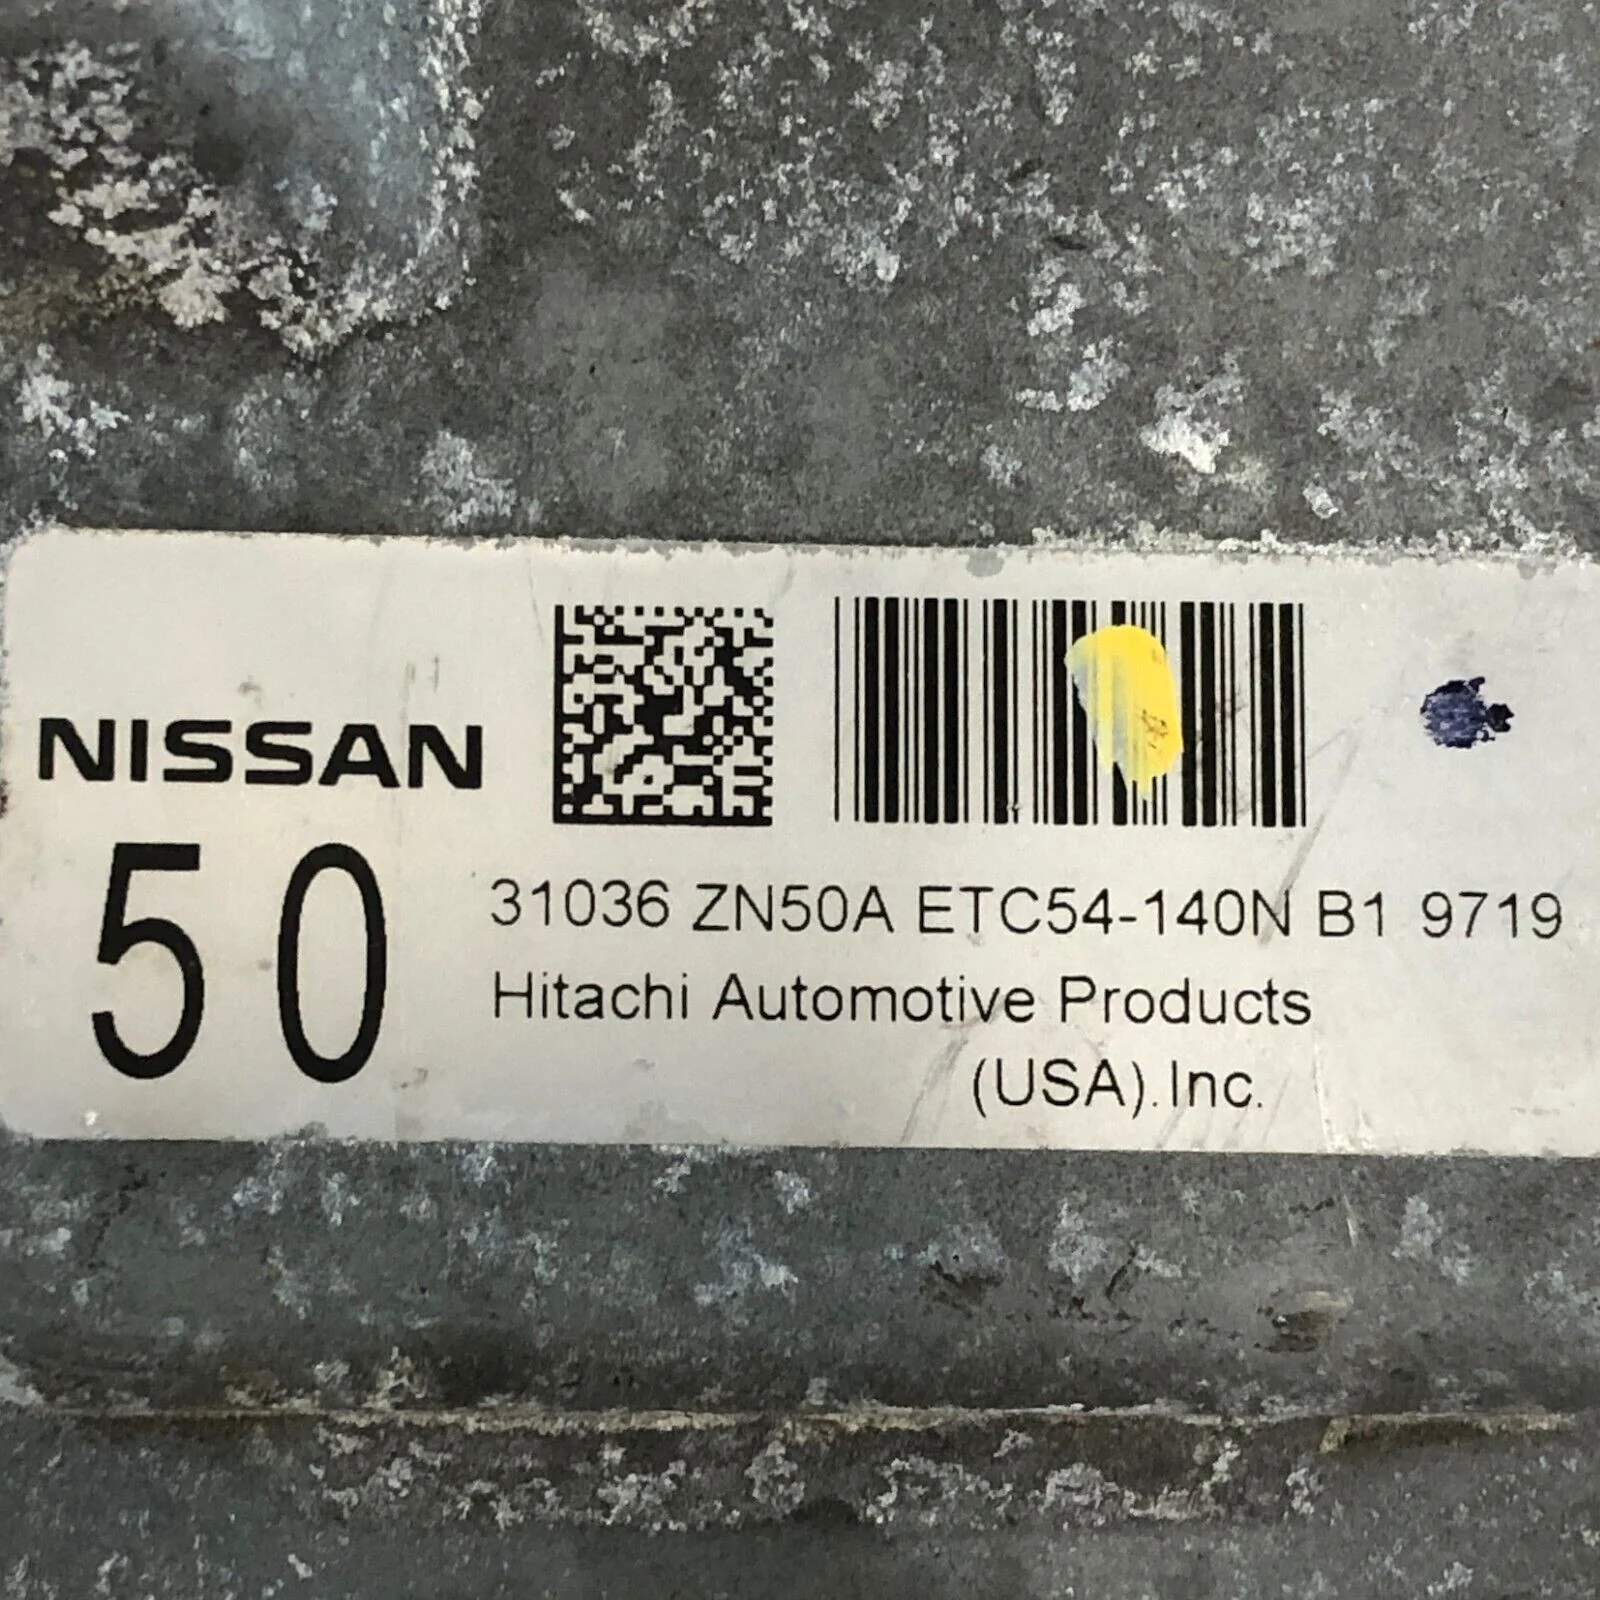 NISSAN
50
31036 ZN50A ETC54-140N B1 9719
Hitachi Automotive Products
(USA).Inc.